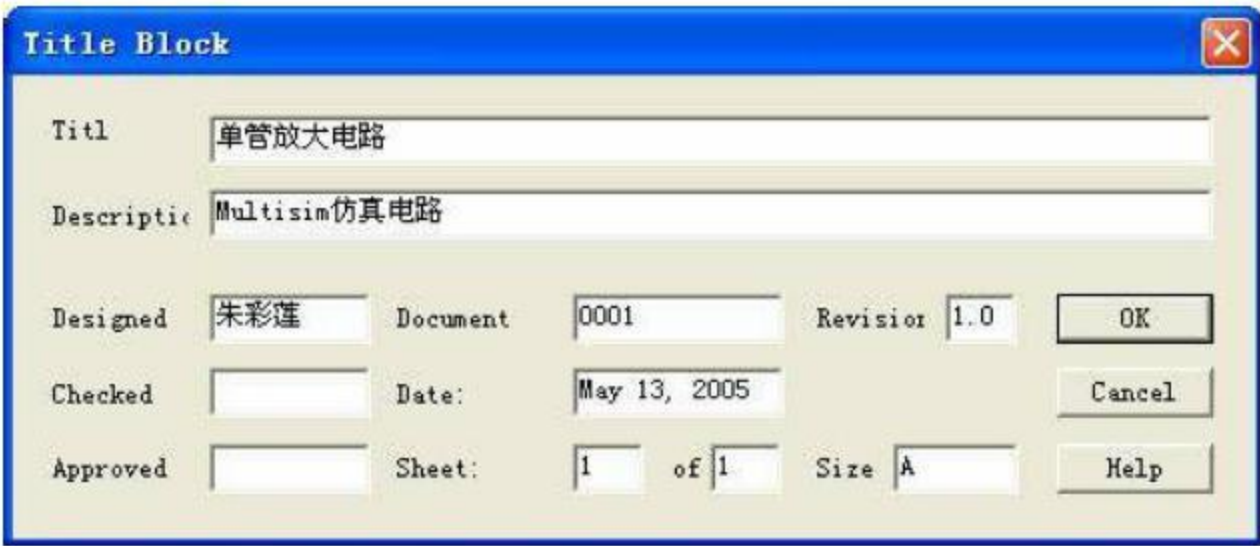 Title Block
Titl 单管放大电路
Descriptic Multisim仿真电路
Designed 朱彩莲 Document 0001 Revisior 1.0 OK
Checked Date: May 13, 2005 Cancel
Approved Sheet: 1 of 1 Size A Help